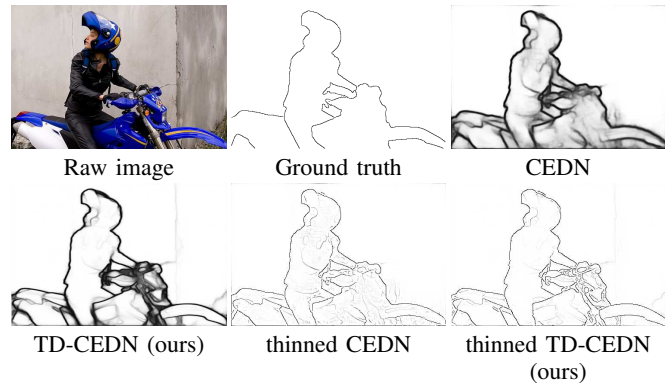 Raw image
Ground truth
CEDN
TD-CEDN (ours)
thinned CEDN
thinned TD-CEDN
(ours)